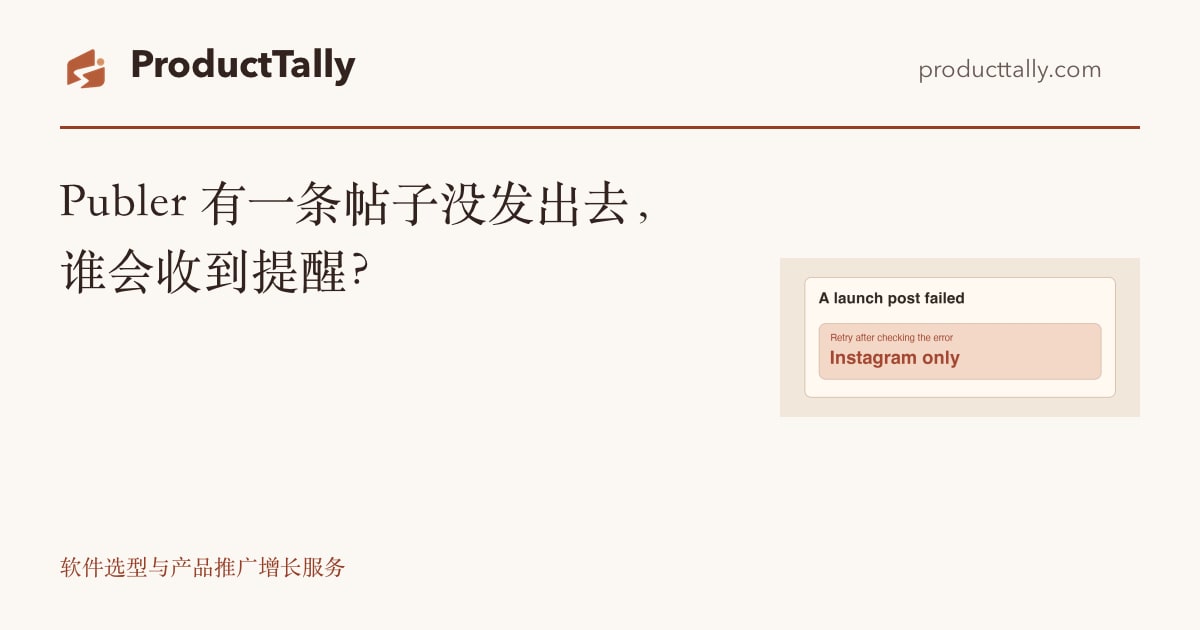 ProductTally
producttally.com
Publer 有一条帖子没发出去，
谁会收到提醒?
A launch post failed
Retry after checking the error
Instagram only
软件选型与产品推广增长服务